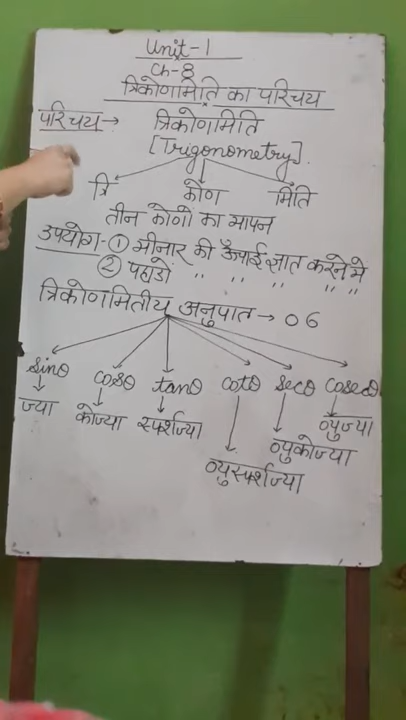 Unit-1
Ch-8
त्रिकोणमिति का परिचय
परिचय → त्रिकोणमिति
[Trigonometry].
त्रि कोण मिति
तीन कोणों का मापन
उपयोग- ① मीनार की ऊँचाई ज्ञात करने मे
② पहाडो " " " " "
त्रिकोणमितीय अनुपात → 06
sinθ cosθ tanθ cotθ secθ cosecθ
ज्या कोज्या स्पर्शज्या व्युज्या
व्युकोज्या
व्युस्पर्शज्या